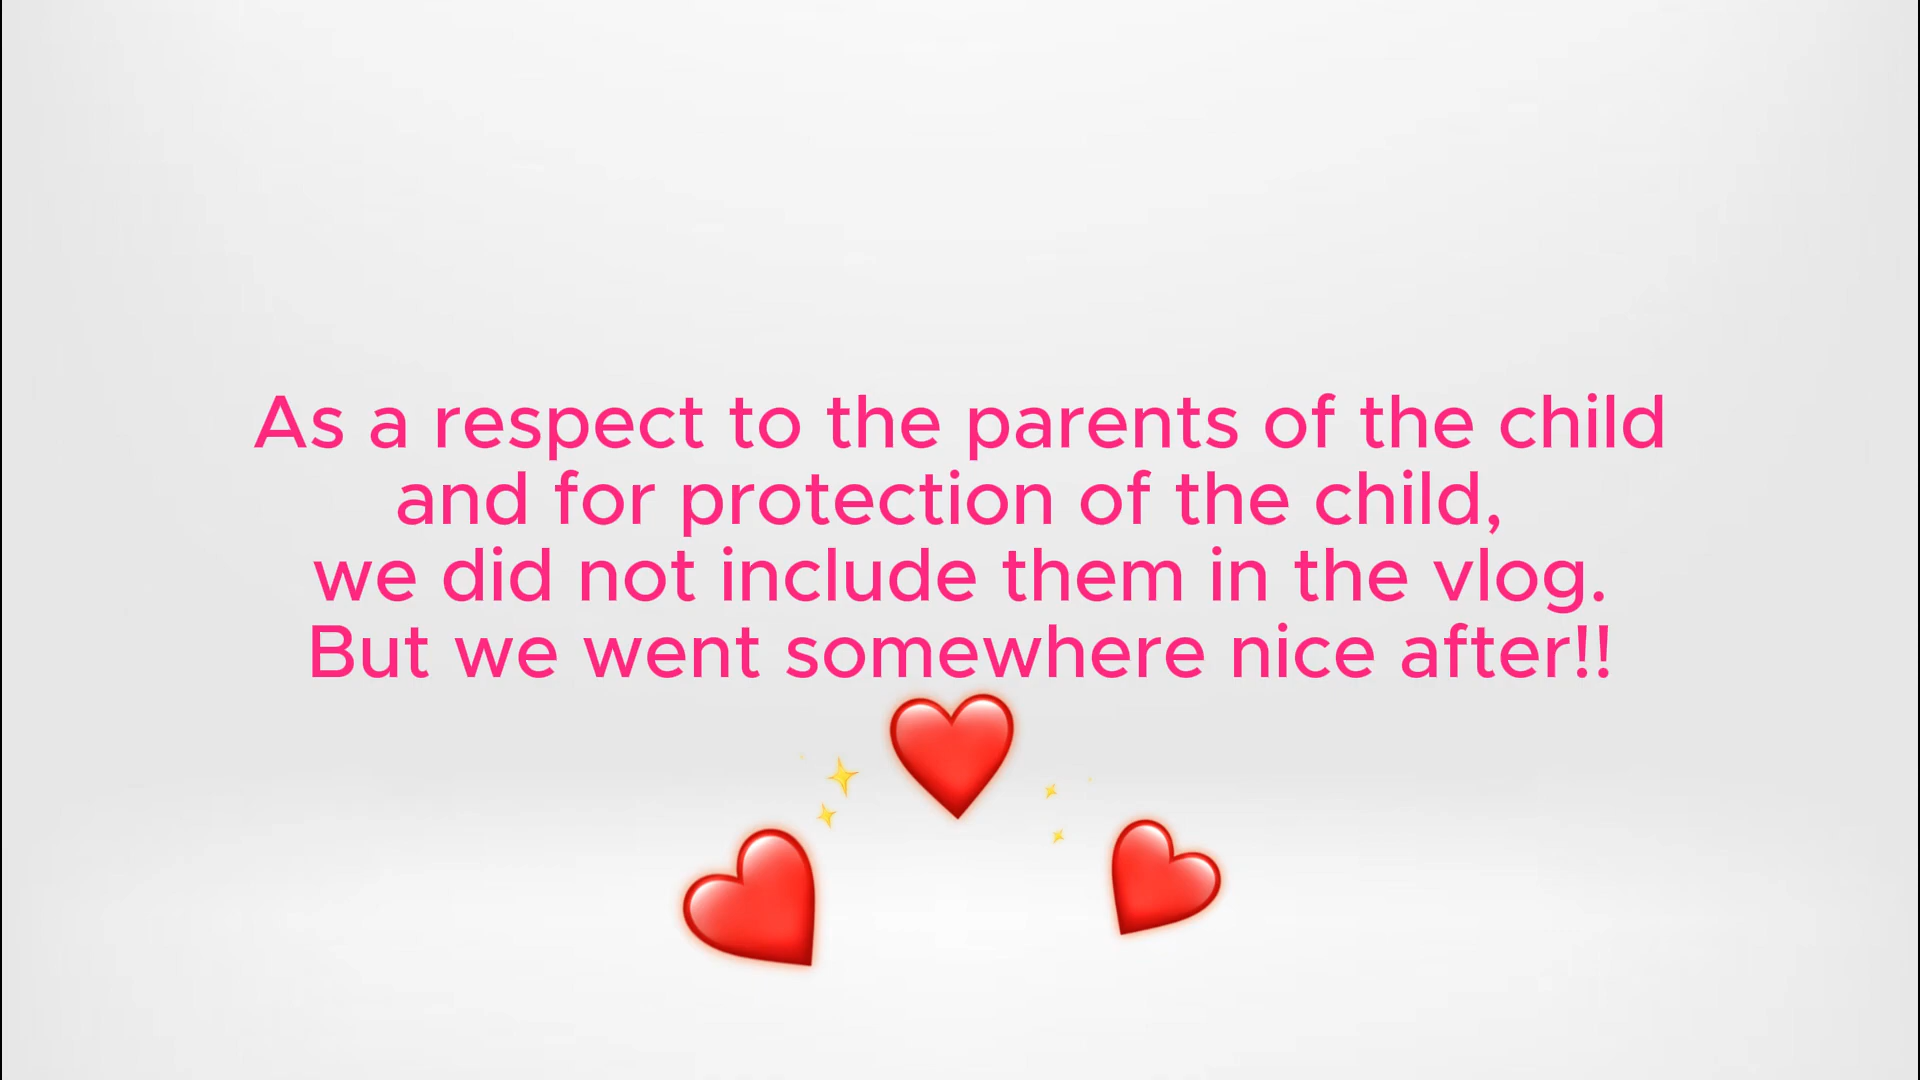 As a respect to the parents of the child
and for protection of the child,
we did not include them in the vlog.
But we went somewhere nice after!!